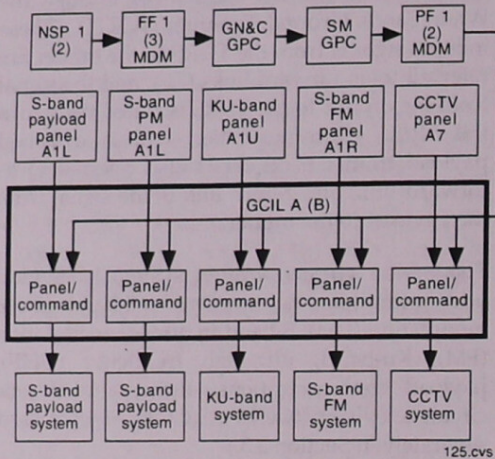 NSP 1
(2)
FF 1
(3)
MDM
GN&C
GPC
SM
GPC
PF 1
(2)
MDM
S-band
payload
panel
A1L
S-band
PM
panel
A1L
KU-band
panel
A1U
S-band
FM
panel
A1R
CCTV
panel
A7
GCIL A (B)
Panel/
command
Panel/
command
Panel/
command
Panel/
command
Panel/
command
S-band
payload
system
S-band
payload
system
KU-band
system
S-band
FM
system
CCTV
system
125.cvs